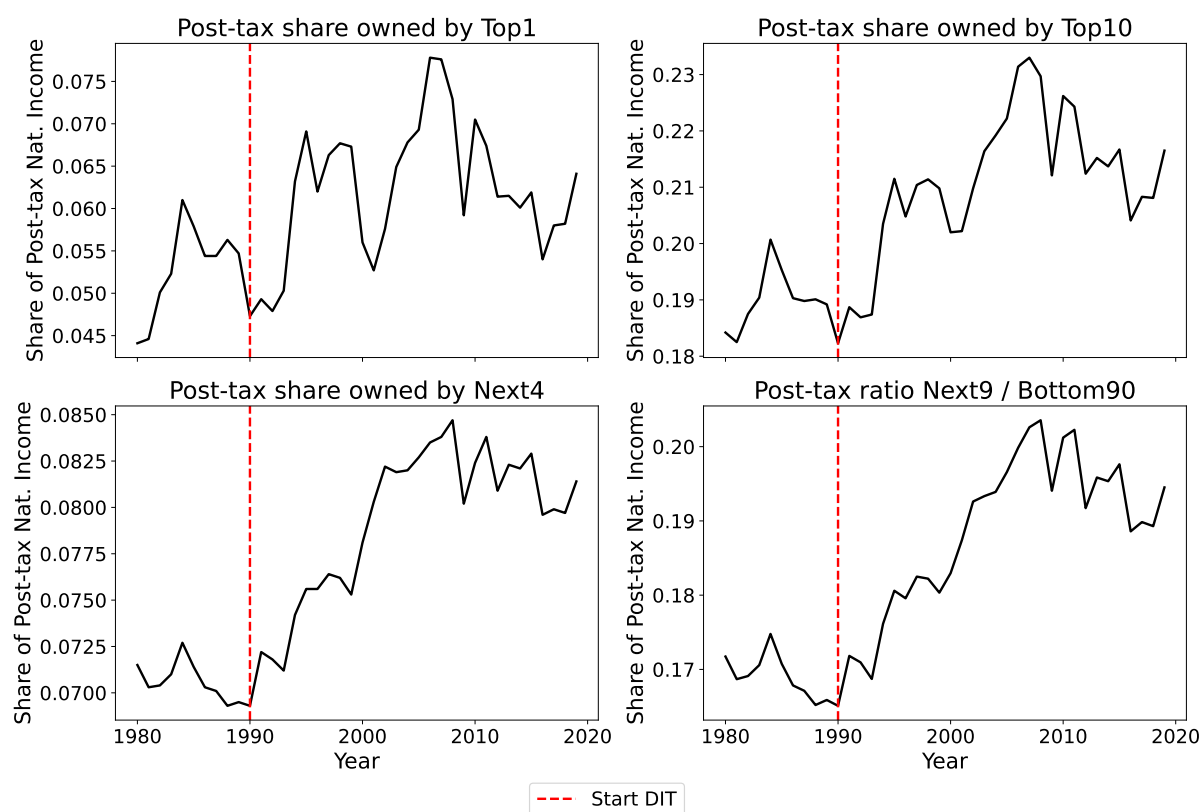 Post-tax share owned by Top1
Share of Post-tax Nat. Income
0.075
0.070
0.065
0.060
0.055
0.050
0.045
Post-tax share owned by Top10
Share of Post-tax Nat. Income
0.23
0.22
0.21
0.20
0.19
0.18
Post-tax share owned by Next4
Share of Post-tax Nat. Income
0.0850
0.0825
0.0800
0.0775
0.0750
0.0725
0.0700
1980 1990 2000 2010 2020
Year
Post-tax ratio Next9 / Bottom90
Share of Post-tax Nat. Income
0.20
0.19
0.18
0.17
1980 1990 2000 2010 2020
Year
Start DIT